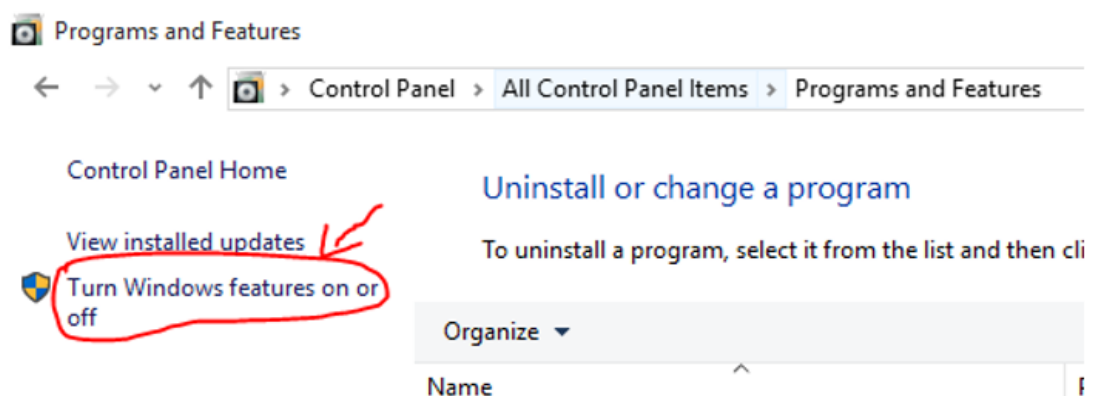 Programs and Features
Control Panel > All Control Panel Items > Programs and Features
Control Panel Home
View installed updates
Turn Windows features on or
off
Uninstall or change a program
To uninstall a program, select it from the list and then cli
Organize
Name